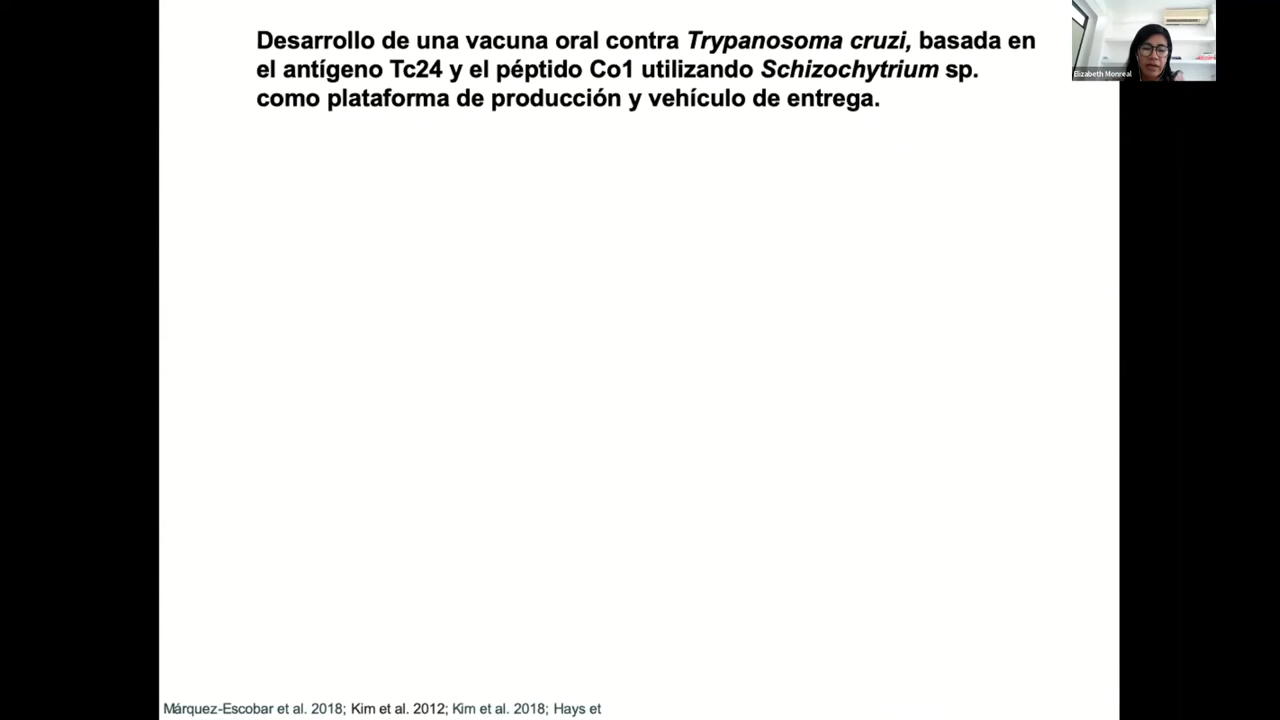 Desarrollo de una vacuna oral contra Trypanosoma cruzi, basada en
el antígeno Tc24 y el péptido Co1 utilizando Schizochytrium sp.
como plataforma de producción y vehículo de entrega.
Elizabeth Monreal
Márquez-Escobar et al. 2018; Kim et al. 2012; Kim et al. 2018; Hays et